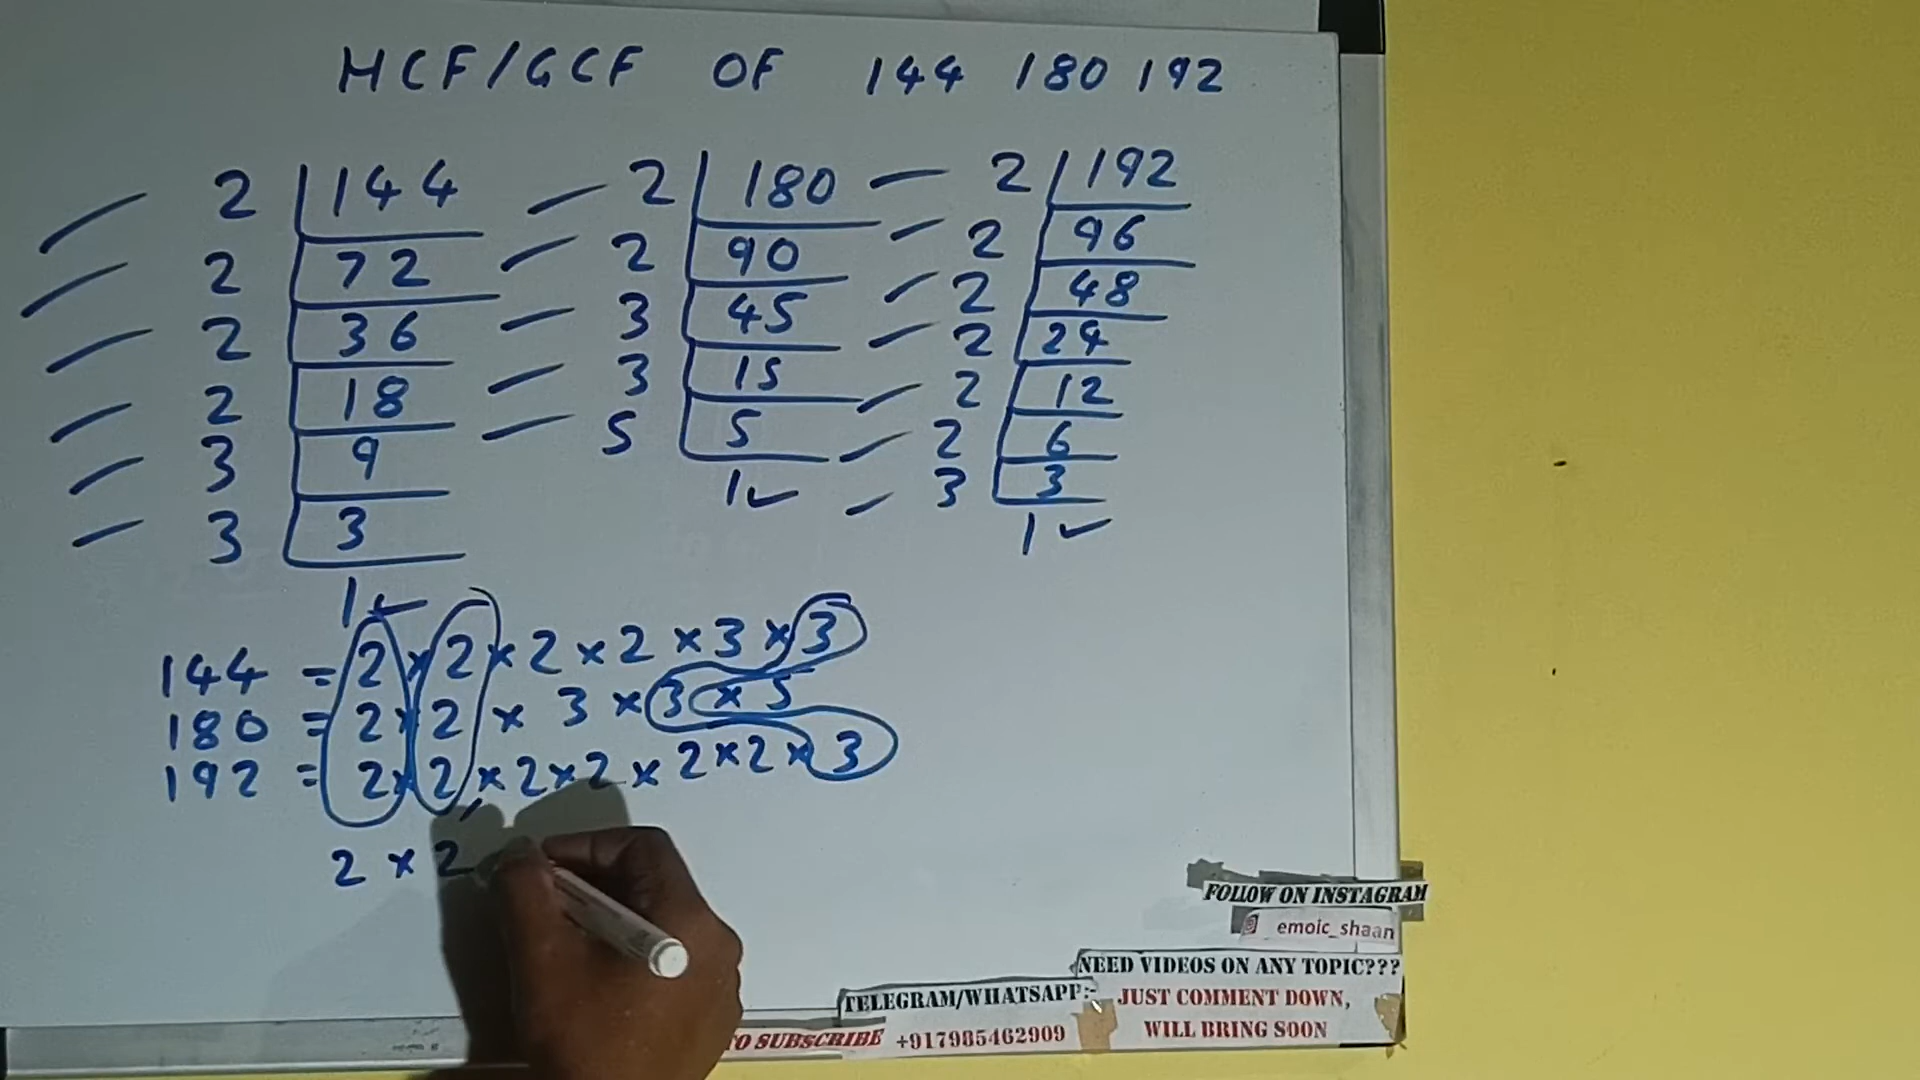 HCF/GCF OF 144 180 192
2 | 144
2 | 72
2 | 36
2 | 18
3 | 9
3 | 3
1 ✓
2 | 180
2 | 90
3 | 45
3 | 15
5 | 5
1 ✓
2 | 192
2 | 96
2 | 48
2 | 24
2 | 12
2 | 6
3 | 3
1 ✓
144 = 2 × 2 × 2 × 2 × 3 × 3
180 = 2 × 2 × 3 × 3 × 5
192 = 2 × 2 × 2 × 2 × 2 × 2 × 3
2 × 2
FOLLOW ON INSTAGRAM
emoic_shaan
NEED VIDEOS ON ANY TOPIC???
JUST COMMENT DOWN,
WILL BRING SOON
TELEGRAM/WHATSAPP:-
TO SUBSCRIBE +917985462909